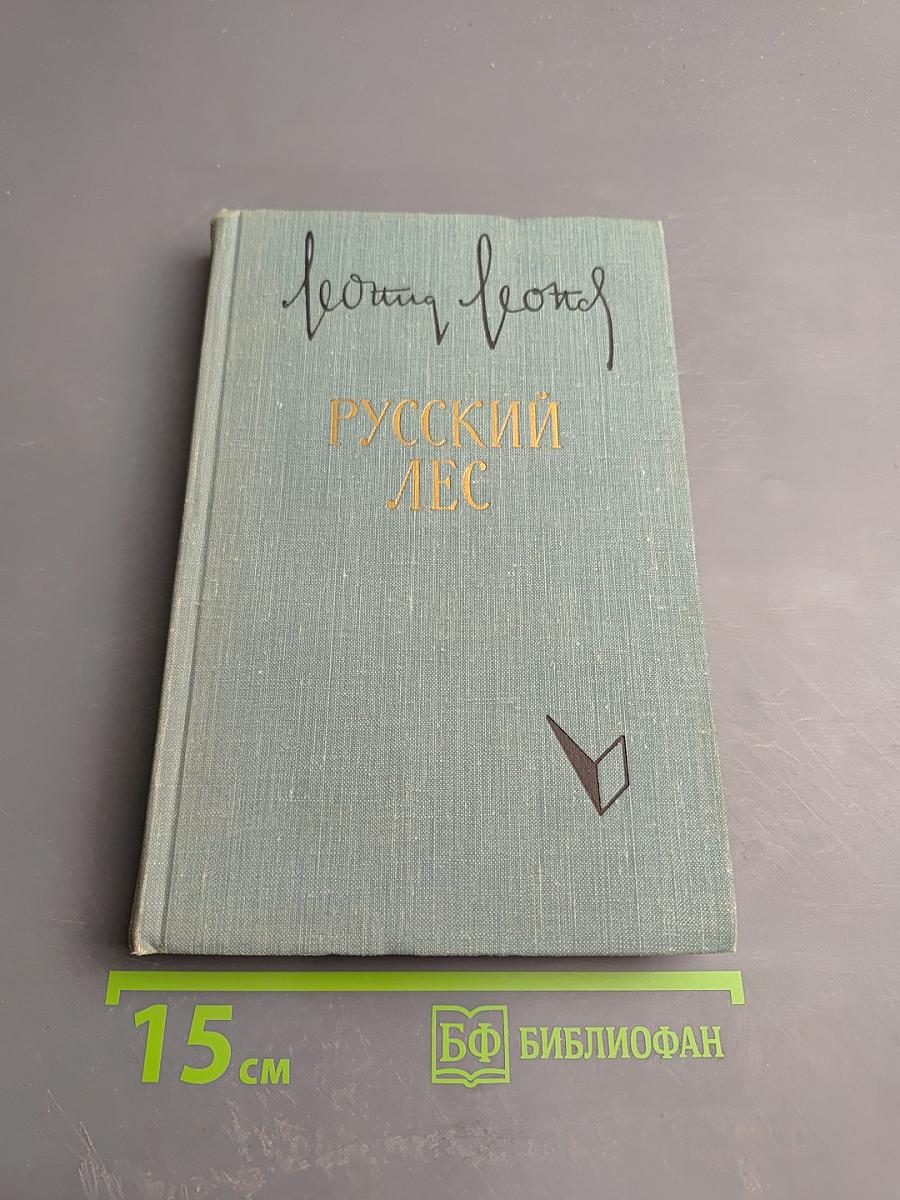 Леонид Леонов
РУССКИЙ
ЛЕС
15 см
БФ БИБЛИОФАН